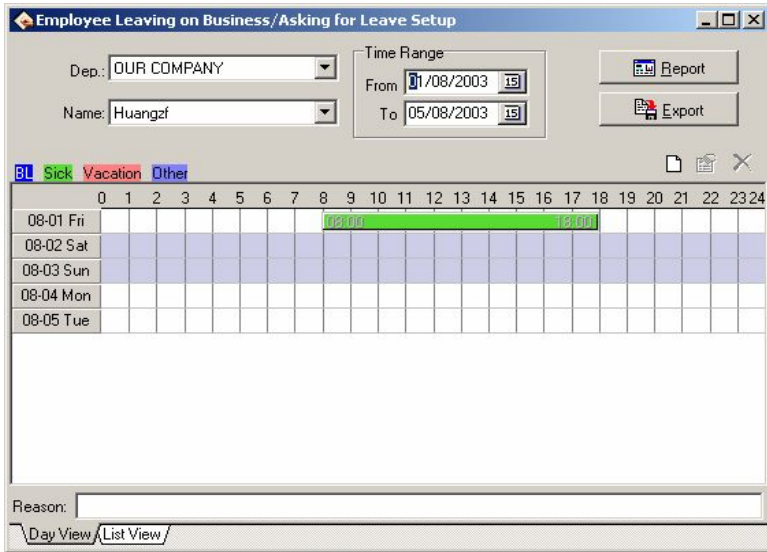 Employee Leaving on Business/Asking for Leave Setup
Dep.: OUR COMPANY
Name: Huangzf
Time Range
From 01/08/2003 15
To 05/08/2003 15
Report
Export
BL Sick Vacation Other
0 1 2 3 4 5 6 7 8 9 10 11 12 13 14 15 16 17 18 19 20 21 22 23 24
08-01 Fri 08:00 18:00
08-02 Sat
08-03 Sun
08-04 Mon
08-05 Tue
Reason:
Day View List View